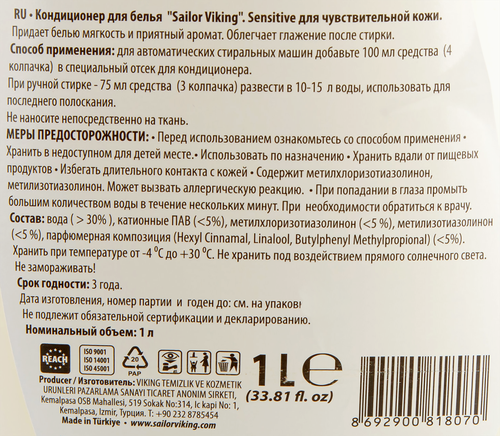 RU • Кондиционер для белья "Sailor Viking". Sensitive для чувствительной кожи.
Придает белью мягкость и приятный аромат. Облегчает глажение после стирки.
Способ применения: для автоматических стиральных машин добавьте 100 мл средства (4
колпачка) в специальный отсек для кондиционера.
При ручной стирке - 75 мл средства (3 колпачка) развести в 10-15 л воды, использовать для
последнего полоскания.
Не наносите непосредственно на ткань.
МЕРЫ ПРЕДОСТОРОЖНОСТИ: • Перед использованием ознакомьтесь со способом применения •
Хранить в недоступном для детей месте.• Использовать по назначению • Хранить вдали от пищевых
продуктов • Избегать длительного контакта с кожей • Содержит метилхлоризотиазолинон,
метилизотиазолинон. Может вызвать аллергическую реакцию. • При попадании в глаза промыть
большим количеством воды в течение нескольких минут. При необходимости обратиться к врачу.
Состав: вода ( > 30% ), катионные ПАВ (<5%), метилхлоризотиазолинон (<5 %), метилизотиазолинон
(<5 %), парфюмерная композиция (Hexyl Cinnamal, Linalool, Butylphenyl Methylpropional) (<5%).
Хранить при температуре от -4 ⁰C до +30 ⁰C. Не хранить под воздействием прямого солнечного света.
Не замораживать!
Срок годности: 3 года.
Дата изготовления, номер партии и годен до: см. на упаковке
Не подлежит обязательной сертификации и декларированию.
Номинальный объем: 1 л
REACH
ISO 9001
ISO 14001
ISO 45001
20
PAP
1L℮
(33.81 fl. oz)
Producer / Изготовитель: VIKING TEMIZLIK VE KOZMETIK
URUNLERI PAZARLAMA SANAYI TICARET ANONIM SIRKETI,
Kemalpasa OSB Mahallesi, 519 Sokak No:314, Ic kapi No: 1,
Kemalpasa, Izmir, Турция. T: +90 232 8785454
Made in Türkiye • www.sailorviking.com
8 692900 818070